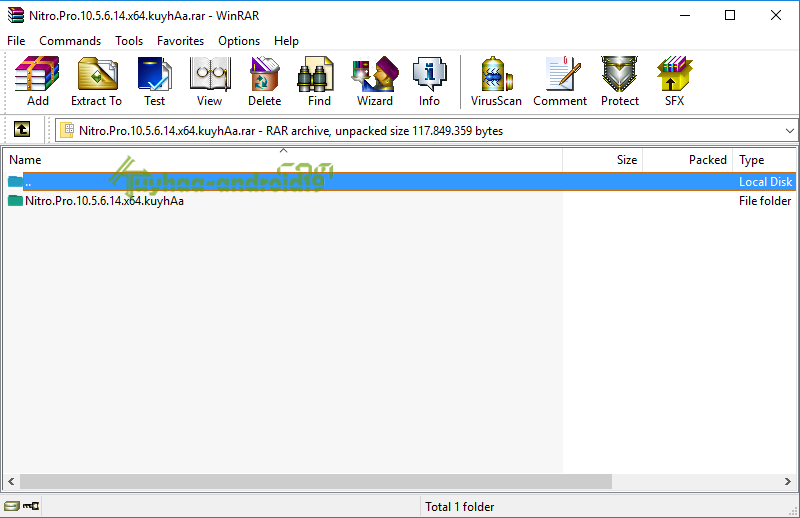 Nitro.Pro.10.5.6.14.x64.kuyhAa.rar - WinRAR
File Commands Tools Favorites Options Help
Add Extract To Test View Delete Find Wizard Info VirusScan Comment Protect SFX
Nitro.Pro.10.5.6.14.x64.kuyhAa.rar - RAR archive, unpacked size 117.849.359 bytes
Name Size Packed Type
kuyhaa-android19
.. Local Disk
Nitro.Pro.10.5.6.14.x64.kuyhAa File folder
Total 1 folder